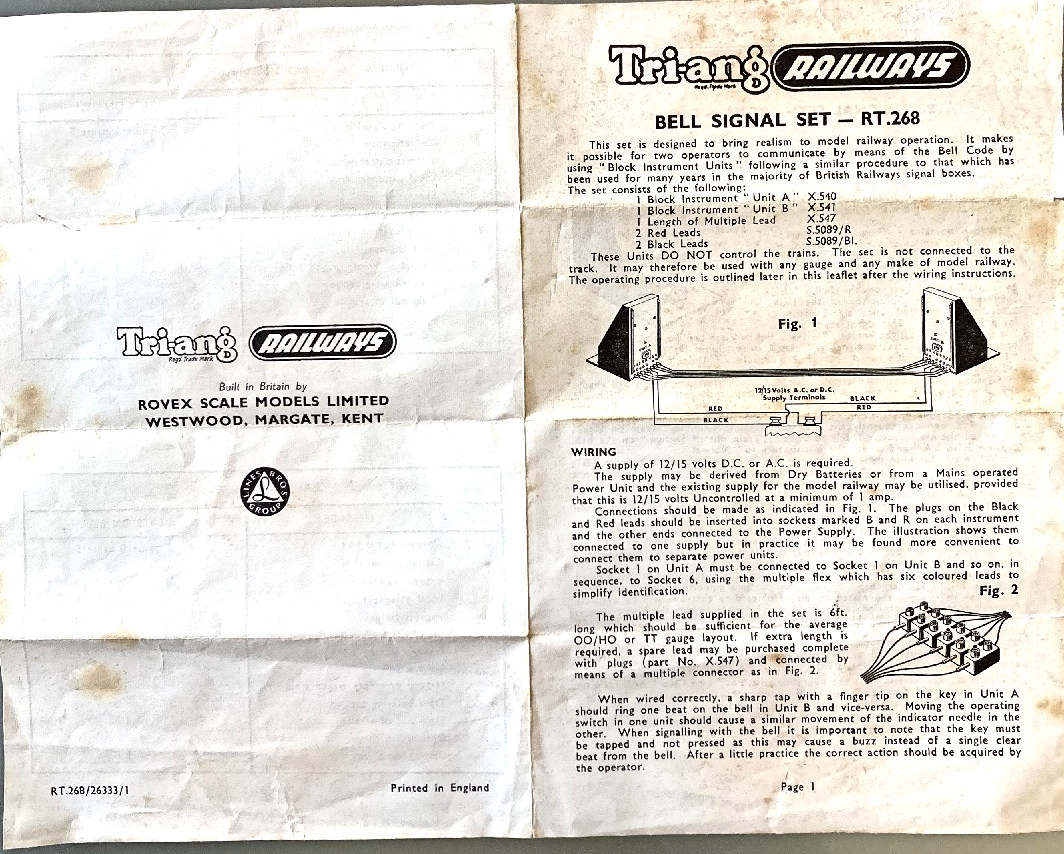 Tri-ang RAILWAYS
Regd. Trade Mark
Built in Britain by
ROVEX SCALE MODELS LIMITED
WESTWOOD, MARGATE, KENT
LINES BROS
GROUP
RT.268/26333/1
Printed in England
Tri-ang RAILWAYS
Regd. Trade Mark
BELL SIGNAL SET — RT.268
This set is designed to bring realism to model railway operation. It makes
it possible for two operators to communicate by means of the Bell Code by
using "Block Instrument Units" following a similar procedure to that which has
been used for many years in the majority of British Railways signal boxes.
The set consists of the following:
1 Block Instrument "Unit A" X.540
1 Block Instrument "Unit B" X.541
1 Length of Multiple Lead X.547
2 Red Leads S.5089/R
2 Black Leads S.5089/Bl.
These Units DO NOT control the trains. The set is not connected to the
track. It may therefore be used with any gauge and any make of model railway.
The operating procedure is outlined later in this leaflet after the wiring instructions.
Fig. 1
12/15 Volts A.C. or D.C.
Supply Terminals
BLACK
RED
RED
BLACK
WIRING
A supply of 12/15 volts D.C. or A.C. is required.
The supply may be derived from Dry Batteries or from a Mains operated
Power Unit and the existing supply for the model railway may be utilised, provided
that this is 12/15 volts Uncontrolled at a minimum of 1 amp.
Connections should be made as indicated in Fig. 1. The plugs on the Black
and Red leads should be inserted into sockets marked B and R on each instrument
and the other ends connected to the Power Supply. The illustration shows them
connected to one supply but in practice it may be found more convenient to
connect them to separate power units.
Socket 1 on Unit A must be connected to Socket 1 on Unit B and so on, in
sequence, to Socket 6, using the multiple flex which has six coloured leads to
simplify identification.
Fig. 2
The multiple lead supplied in the set is 6ft.
long which should be sufficient for the average
OO/HO or TT gauge layout. If extra length is
required, a spare lead may be purchased complete
with plugs (part No. X.547) and connected by
means of a multiple connector as in Fig. 2.
When wired correctly, a sharp tap with a finger tip on the key in Unit A
should ring one beat on the bell in Unit B and vice-versa. Moving the operating
switch in one unit should cause a similar movement of the indicator needle in the
other. When signalling with the bell it is important to note that the key must
be tapped and not pressed as this may cause a buzz instead of a single clear
beat from the bell. After a little practice the correct action should be acquired by
the operator.
Page 1